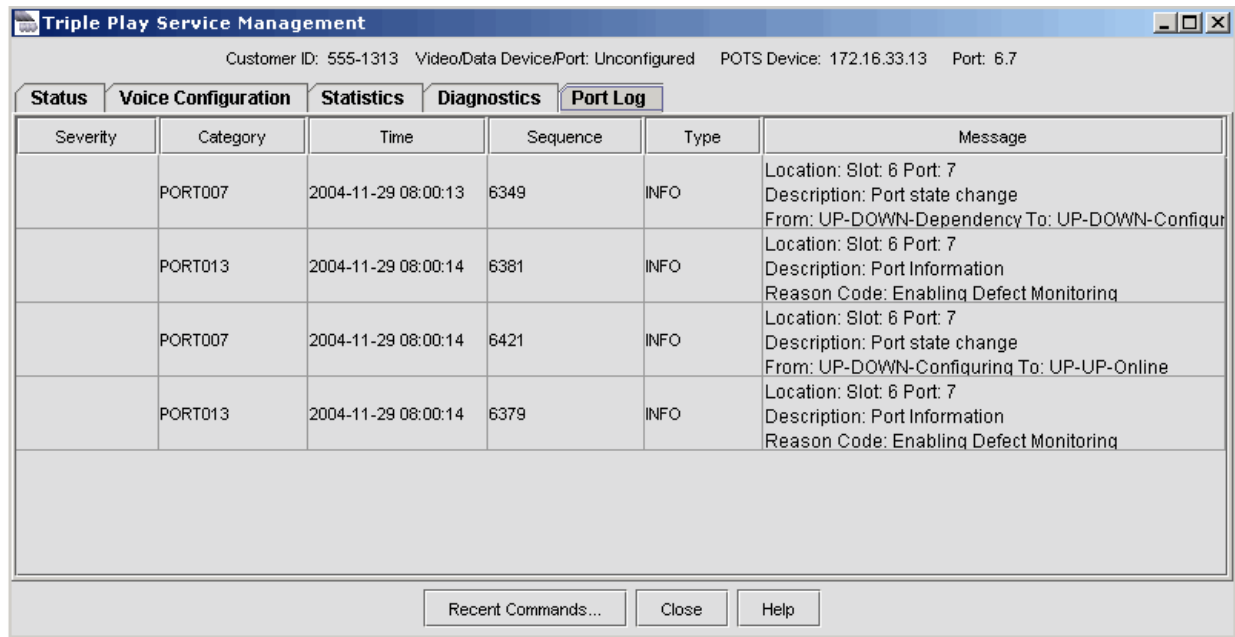 Triple Play Service Management
Customer ID: 555-1313 Video/Data Device/Port: Unconfigured POTS Device: 172.16.33.13 Port: 6.7
Status Voice Configuration Statistics Diagnostics Port Log
Severity Category Time Sequence Type Message
Location: Slot: 6 Port: 7
PORT007 2004-11-29 08:00:13 6349 INFO Description: Port state change
From: UP-DOWN-Dependency To: UP-DOWN-Configur
Location: Slot: 6 Port: 7
PORT013 2004-11-29 08:00:14 6381 INFO Description: Port Information
Reason Code: Enabling Defect Monitoring
Location: Slot: 6 Port: 7
PORT007 2004-11-29 08:00:14 6421 INFO Description: Port state change
From: UP-DOWN-Configuring To: UP-UP-Online
Location: Slot: 6 Port: 7
PORT013 2004-11-29 08:00:14 6379 INFO Description: Port Information
Reason Code: Enabling Defect Monitoring
Recent Commands... Close Help